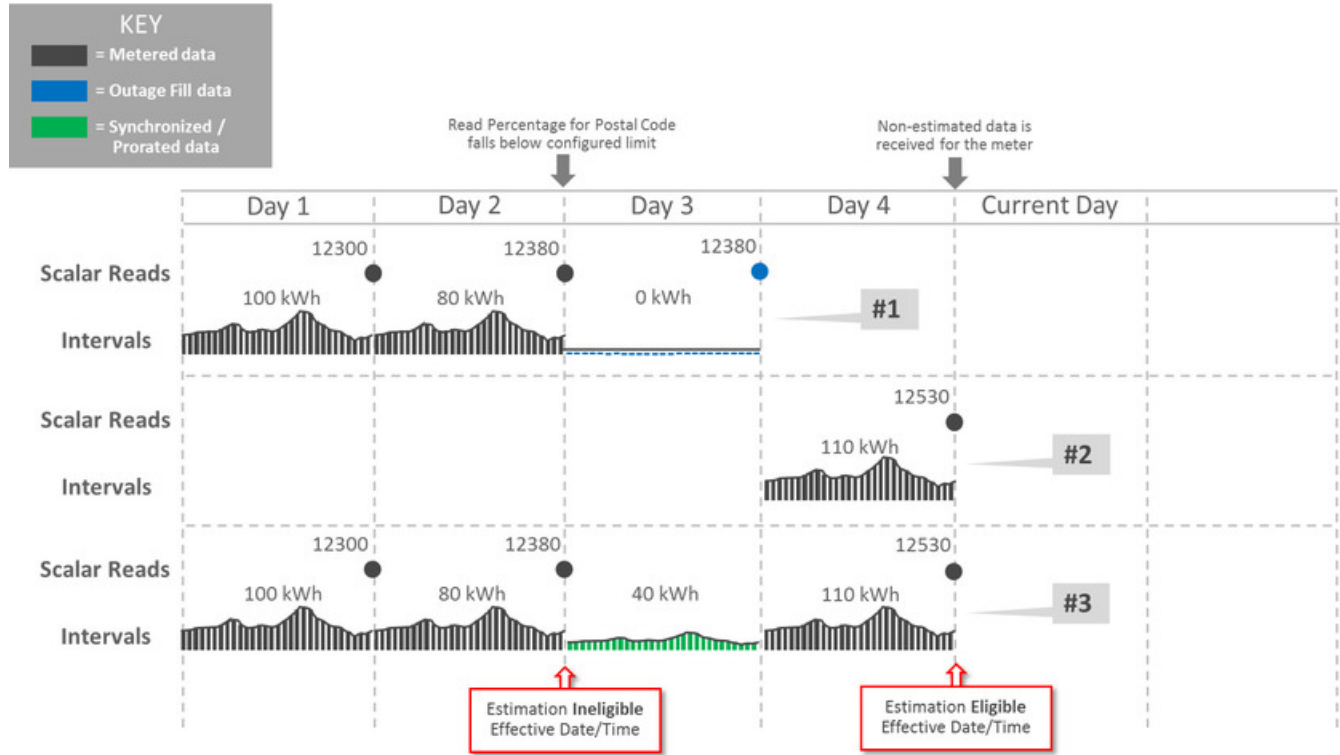 KEY
= Metered data
= Outage Fill data
= Synchronized /
Prorated data
Read Percentage for Postal Code
falls below configured limit
Non-estimated data is
received for the meter
Day 1 Day 2 Day 3 Day 4 Current Day
12300 12380 12380
Scalar Reads
100 kWh 80 kWh 0 kWh
#1
Intervals
12530
Scalar Reads
110 kWh
#2
Intervals
12300 12380 12530
Scalar Reads
100 kWh 80 kWh 40 kWh 110 kWh
#3
Intervals
Estimation Ineligible
Effective Date/Time
Estimation Eligible
Effective Date/Time